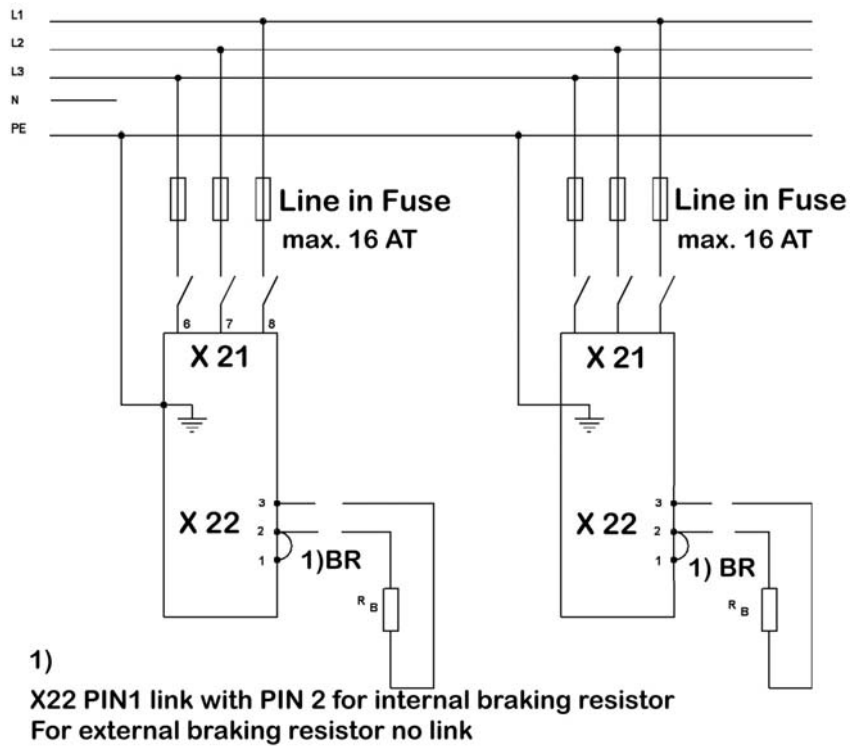 L1
L2
L3
N
PE
Line in Fuse
max. 16 AT
Line in Fuse
max. 16 AT
6 7 8
X 21
X 21
3
X 22 2
1
1)BR
R B
3
X 22 2
1
1) BR
R B
1)
X22 PIN1 link with PIN 2 for internal braking resistor
For external braking resistor no link